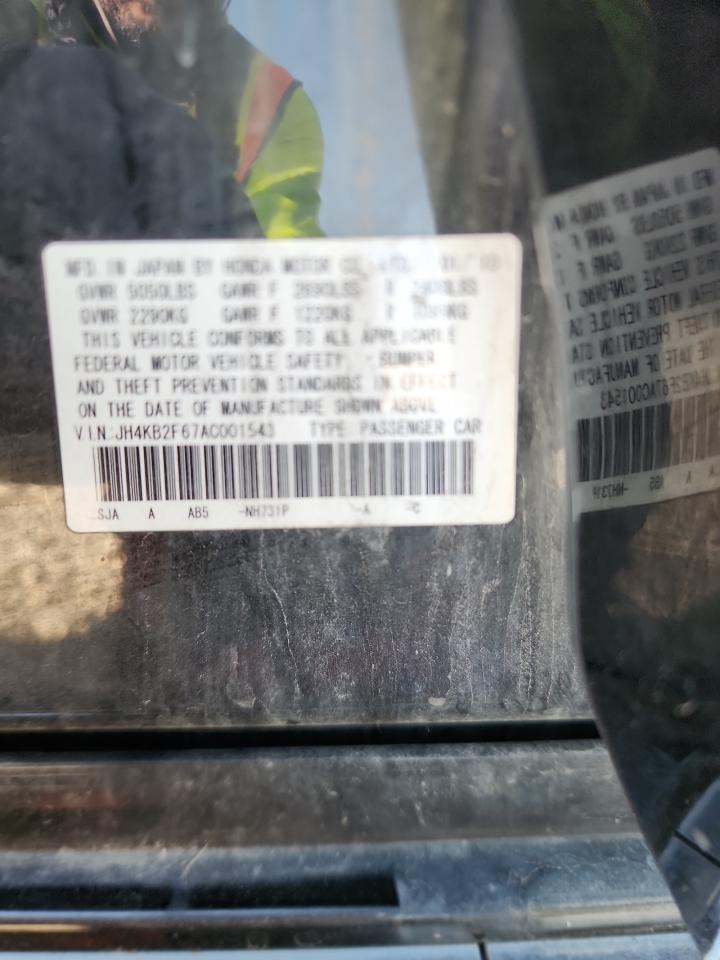 MFD. IN JAPAN BY HONDA MOTOR CO. 01/10
GVWR 5050LBS GAWR F 2690LBS R
GVWR 2290KG GAWR F 1220KG R
THIS VEHICLE CONFORMS TO ALL APPLICABLE
FEDERAL MOTOR VEHICLE SAFETY, BUMPER
AND THEFT PREVENTION STANDARDS IN EFFECT
ON THE DATE OF MANUFACTURE SHOWN ABOVE
V I N: JH4KB2F67AC001543 TYPE: PASSENGER CAR
SJA A AB5 -NH731P -A -C